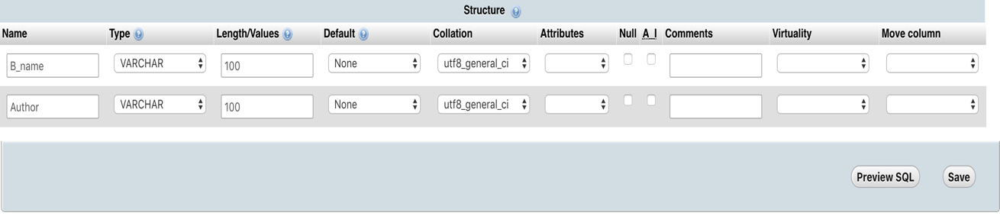 Structure
Name Type Length/Values Default Collation Attributes Null A_I Comments Virtuality Move column
B_name VARCHAR 100 None utf8_general_ci
Author VARCHAR 100 None utf8_general_ci
Preview SQL Save